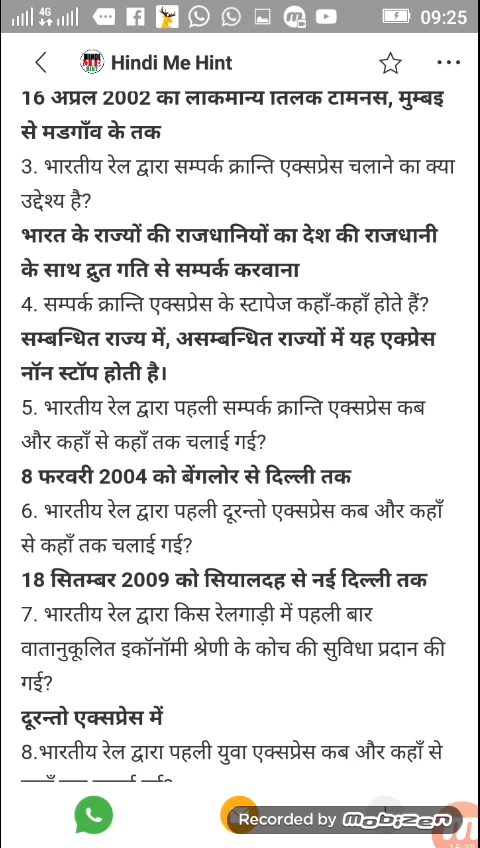 4G
09:25
Hindi Me Hint
16 अप्रैल 2002 को लोकमान्य तिलक टर्मिनस, मुम्बई
से मडगाँव के तक
3. भारतीय रेल द्वारा सम्पर्क क्रान्ति एक्सप्रेस चलाने का क्या
उद्देश्य है?
भारत के राज्यों की राजधानियों का देश की राजधानी
के साथ द्रुत गति से सम्पर्क करवाना
4. सम्पर्क क्रान्ति एक्सप्रेस के स्टापेज कहाँ-कहाँ होते हैं?
सम्बन्धित राज्य में, असम्बन्धित राज्यों में यह एक्प्रेस
नॉन स्टॉप होती है।
5. भारतीय रेल द्वारा पहली सम्पर्क क्रान्ति एक्सप्रेस कब
और कहाँ से कहाँ तक चलाई गई?
8 फरवरी 2004 को बेंगलोर से दिल्ली तक
6. भारतीय रेल द्वारा पहली दूरन्तो एक्सप्रेस कब और कहाँ
से कहाँ तक चलाई गई?
18 सितम्बर 2009 को सियालदह से नई दिल्ली तक
7. भारतीय रेल द्वारा किस रेलगाड़ी में पहली बार
वातानुकूलित इकॉनॉमी श्रेणी के कोच की सुविधा प्रदान की
गई?
दूरन्तो एक्सप्रेस में
8.भारतीय रेल द्वारा पहली युवा एक्सप्रेस कब और कहाँ से
Recorded by Mobizen